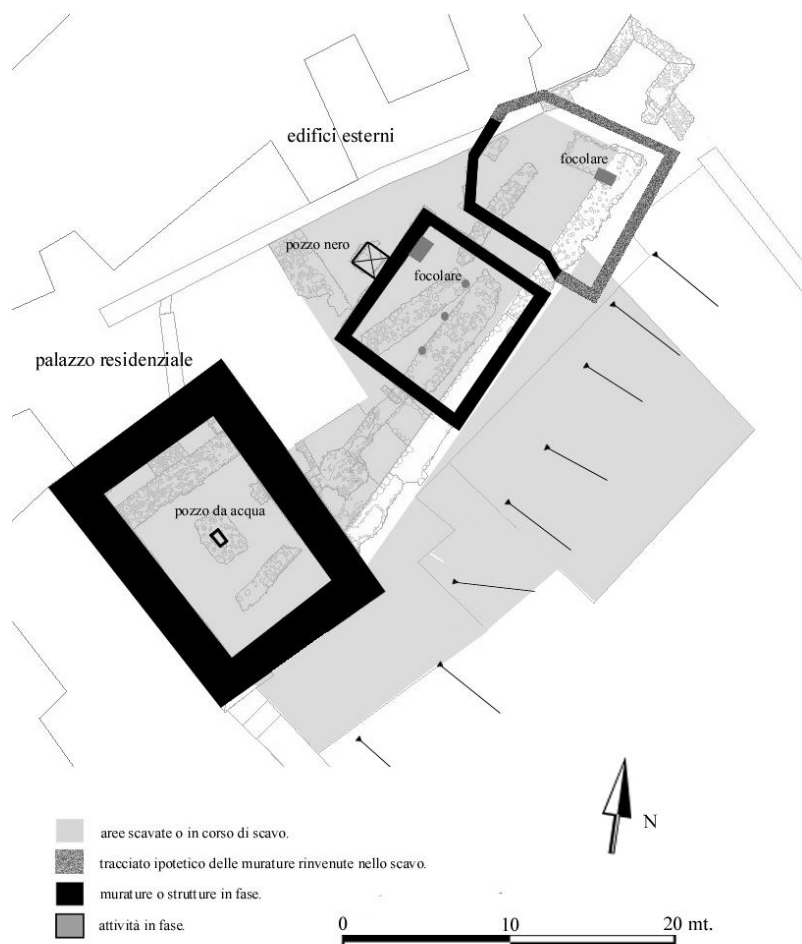 edifici esterni
focolare
pozzo nero
focolare
palazzo residenziale
pozzo da acqua
N
aree scavate o in corso di scavo.
tracciato ipotetico delle murature rinvenute nello scavo.
murature o strutture in fase.
attività in fase.
0 10 20 mt.